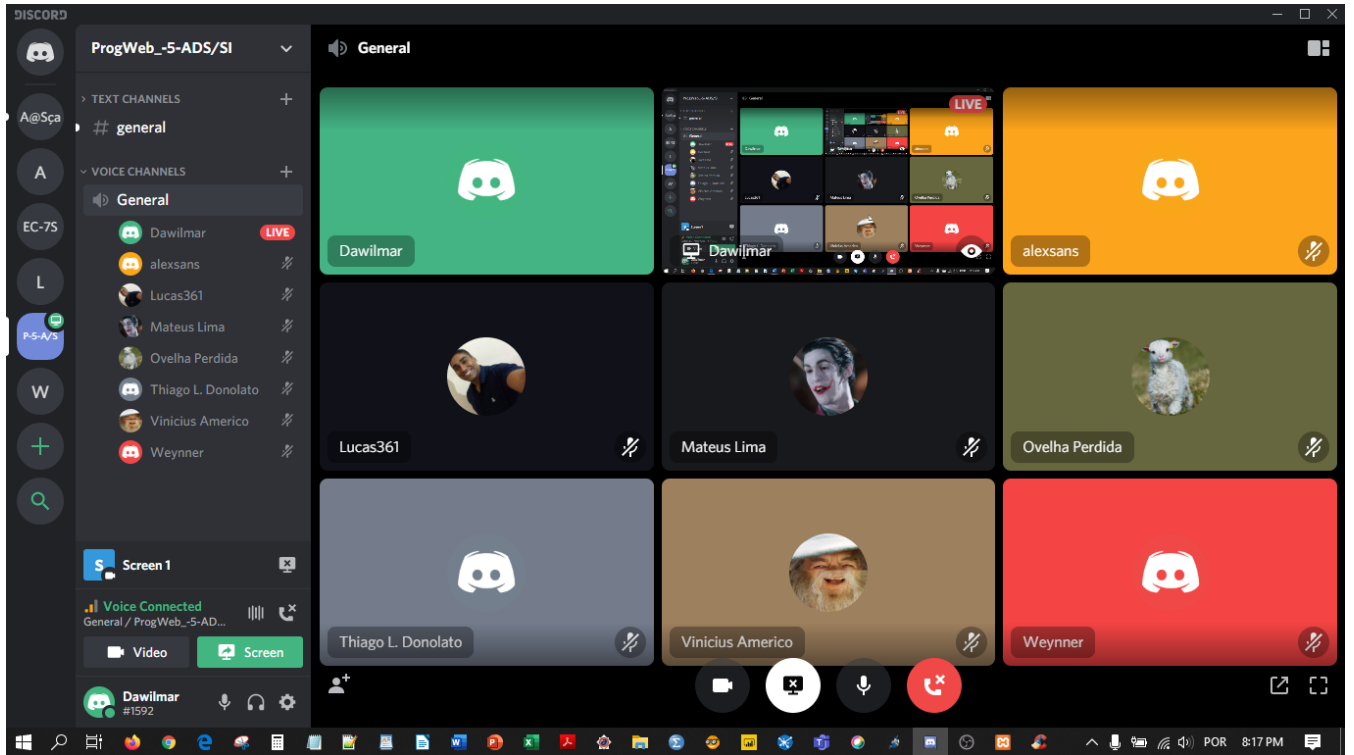 DISCORD
ProgWeb_-5-ADS/SI
General
A@Sça
A
EC-7S
L
P-S-A/S
W
TEXT CHANNELS
general
VOICE CHANNELS
General
Dawilmar LIVE
alexsans
Lucas361
Mateus Lima
Ovelha Perdida
Thiago L. Donolato
Vinicius Americo
Weynner
S Screen 1
Voice Connected
General / ProgWeb_-5-AD...
Video Screen
Dawilmar
#1592
LIVE
Dawilmar
Dawilmar
alexsans
Lucas361
Mateus Lima
Ovelha Perdida
Thiago L. Donolato
Vinicius Americo
Weynner
POR 8:17 PM